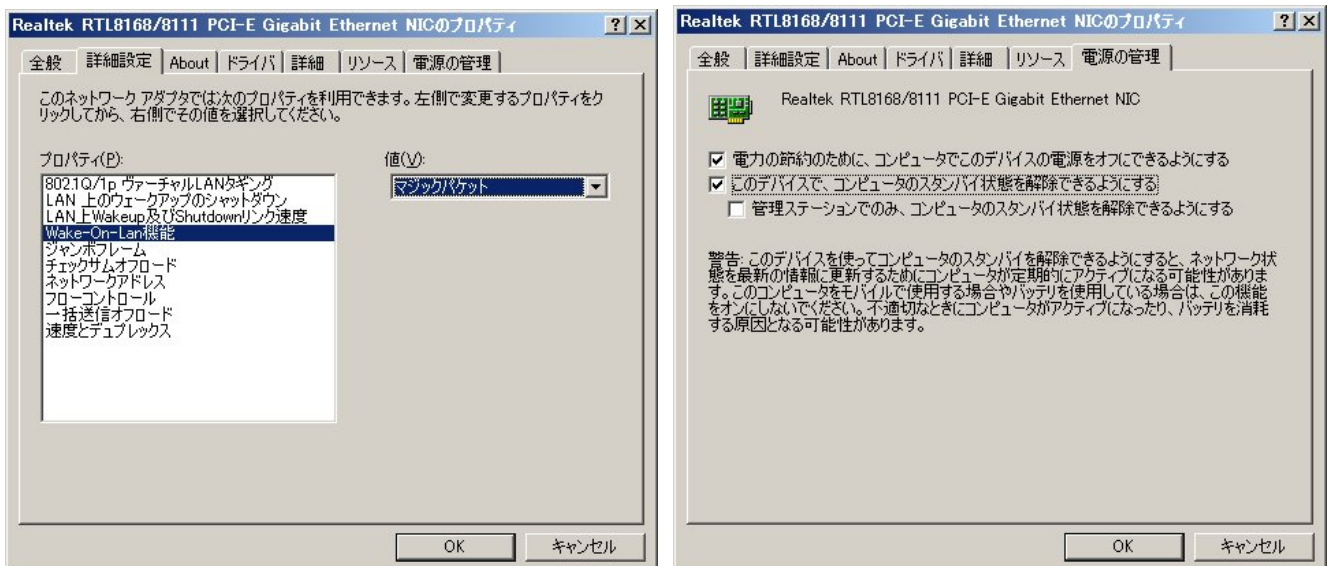 Realtek RTL8168/8111 PCI-E Gigabit Ethernet NICのプロパティ
全般 詳細設定 About ドライバ 詳細 リソース 電源の管理
このネットワーク アダプタでは次のプロパティを利用できます。左側で変更するプロパティをク
リックしてから、右側でその値を選択してください。
プロパティ(P):
値(V):
802.1Q/1p ヴァーチャルLANタギング
LAN 上のウェークアップのシャットダウン
LAN上Wakeup及びShutdownリンク速度
Wake-On-Lan機能
ジャンボフレーム
チェックサムオフロード
ネットワークアドレス
フローコントロール
一括送信オフロード
速度とデュプレックス
マジックパケット
OK キャンセル
Realtek RTL8168/8111 PCI-E Gigabit Ethernet NICのプロパティ
全般 詳細設定 About ドライバ 詳細 リソース 電源の管理
Realtek RTL8168/8111 PCI-E Gigabit Ethernet NIC
電力の節約のために、コンピュータでこのデバイスの電源をオフにできるようにする
このデバイスで、コンピュータのスタンバイ状態を解除できるようにする
管理ステーションでのみ、コンピュータのスタンバイ状態を解除できるようにする
警告: このデバイスを使ってコンピュータのスタンバイを解除できるようにすると、ネットワーク状
態を最新の情報に更新するためにコンピュータが定期的にアクティブになる可能性がありま
す。このコンピュータをモバイルで使用する場合やバッテリを使用している場合は、この機能
をオンにしないでください。不適切なときにコンピュータがアクティブになったり、バッテリを消耗
する原因となる可能性があります。
OK キャンセル